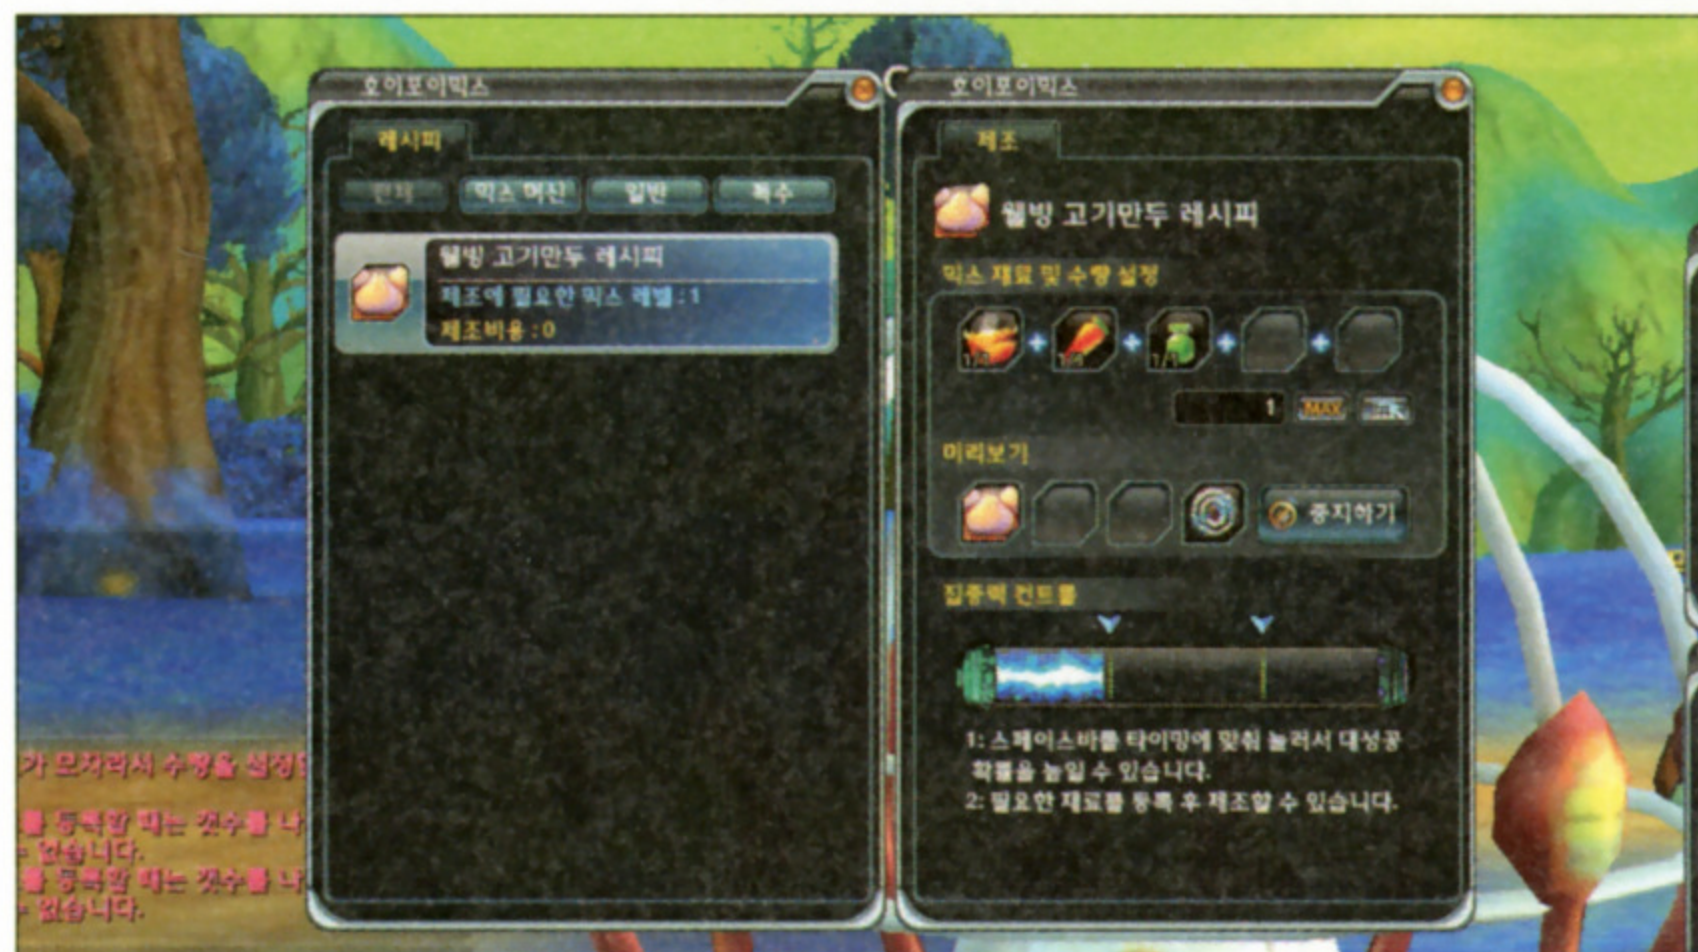 호이포이믹스
레시피
전체 믹스 머신 일반 특수
웰빙 고기만두 레시피
제조에 필요한 믹스 레벨 : 1
제조비용 : 0
호이포이믹스
제조
웰빙 고기만두 레시피
믹스 재료 및 수량 설정
1/1 1/1 1/1
1 MAX
미리보기
중지하기
집중력 컨트롤
1: 스페이스바를 타이밍에 맞춰 눌러서 대성공
확률을 높일 수 있습니다.
2: 필요한 재료를 등록 후 제조할 수 있습니다.
가 모자라서 수량을 설정
를 등록할 때는 갯수를 나
없습니다.
를 등록할 때는 갯수를 나
없습니다.